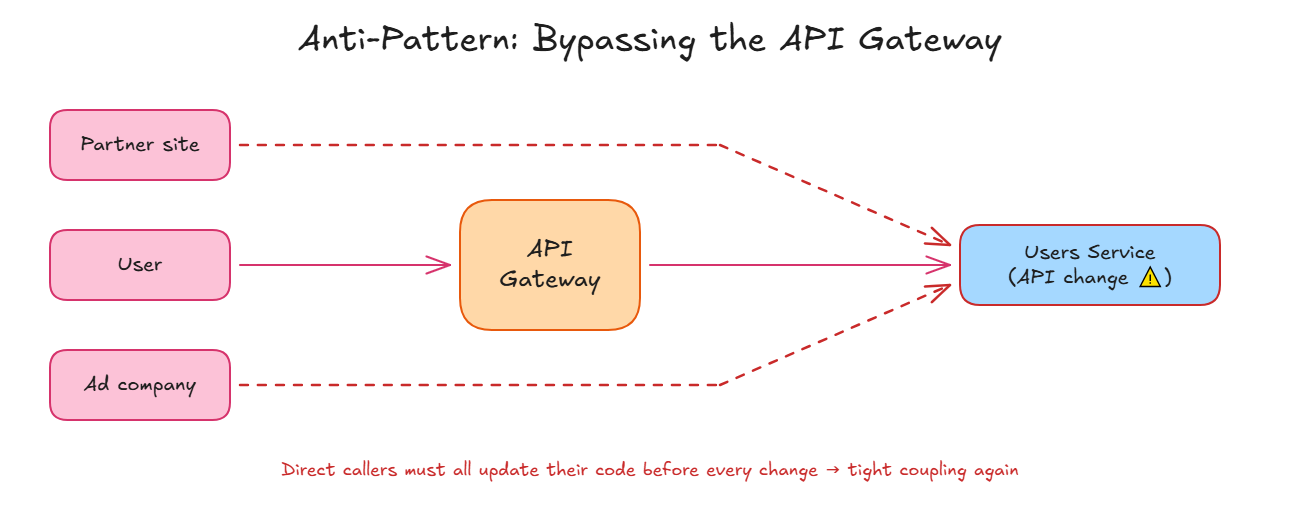 Anti-Pattern: Bypassing the API Gateway
Partner site
User
API
Gateway
Users Service
(API change ⚠️)
Ad company
Direct callers must all update their code before every change → tight coupling again